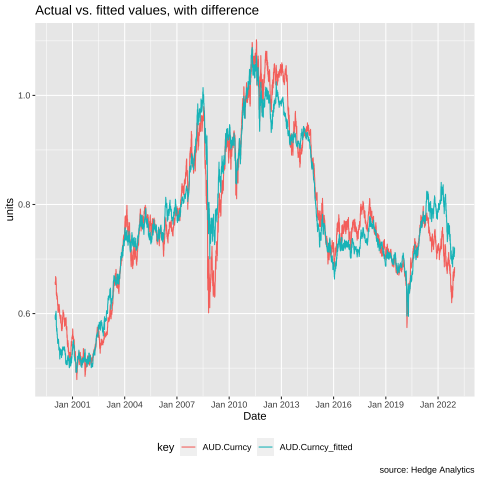 Actual vs. fitted values, with difference
units
1.0
0.8
0.6
Jan 2001 Jan 2004 Jan 2007 Jan 2010 Jan 2013 Jan 2016 Jan 2019 Jan 2022
Date
key AUD.Curncy AUD.Curncy_fitted
source: Hedge Analytics